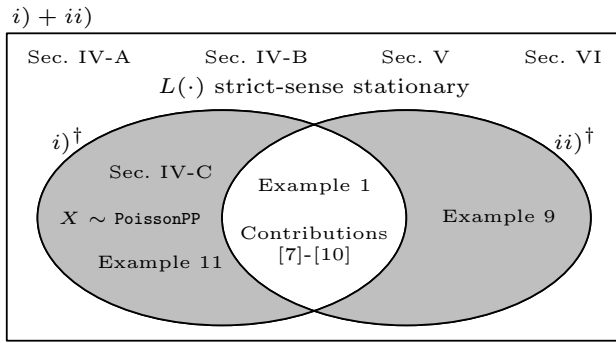 i) + ii)
Sec. IV-A Sec. IV-B Sec. V Sec. VI
L(·) strict-sense stationary
i)† ii)†
Sec. IV-C
Example 1
X ∼ PoissonPP
Example 9
Contributions
[7]-[10]
Example 11